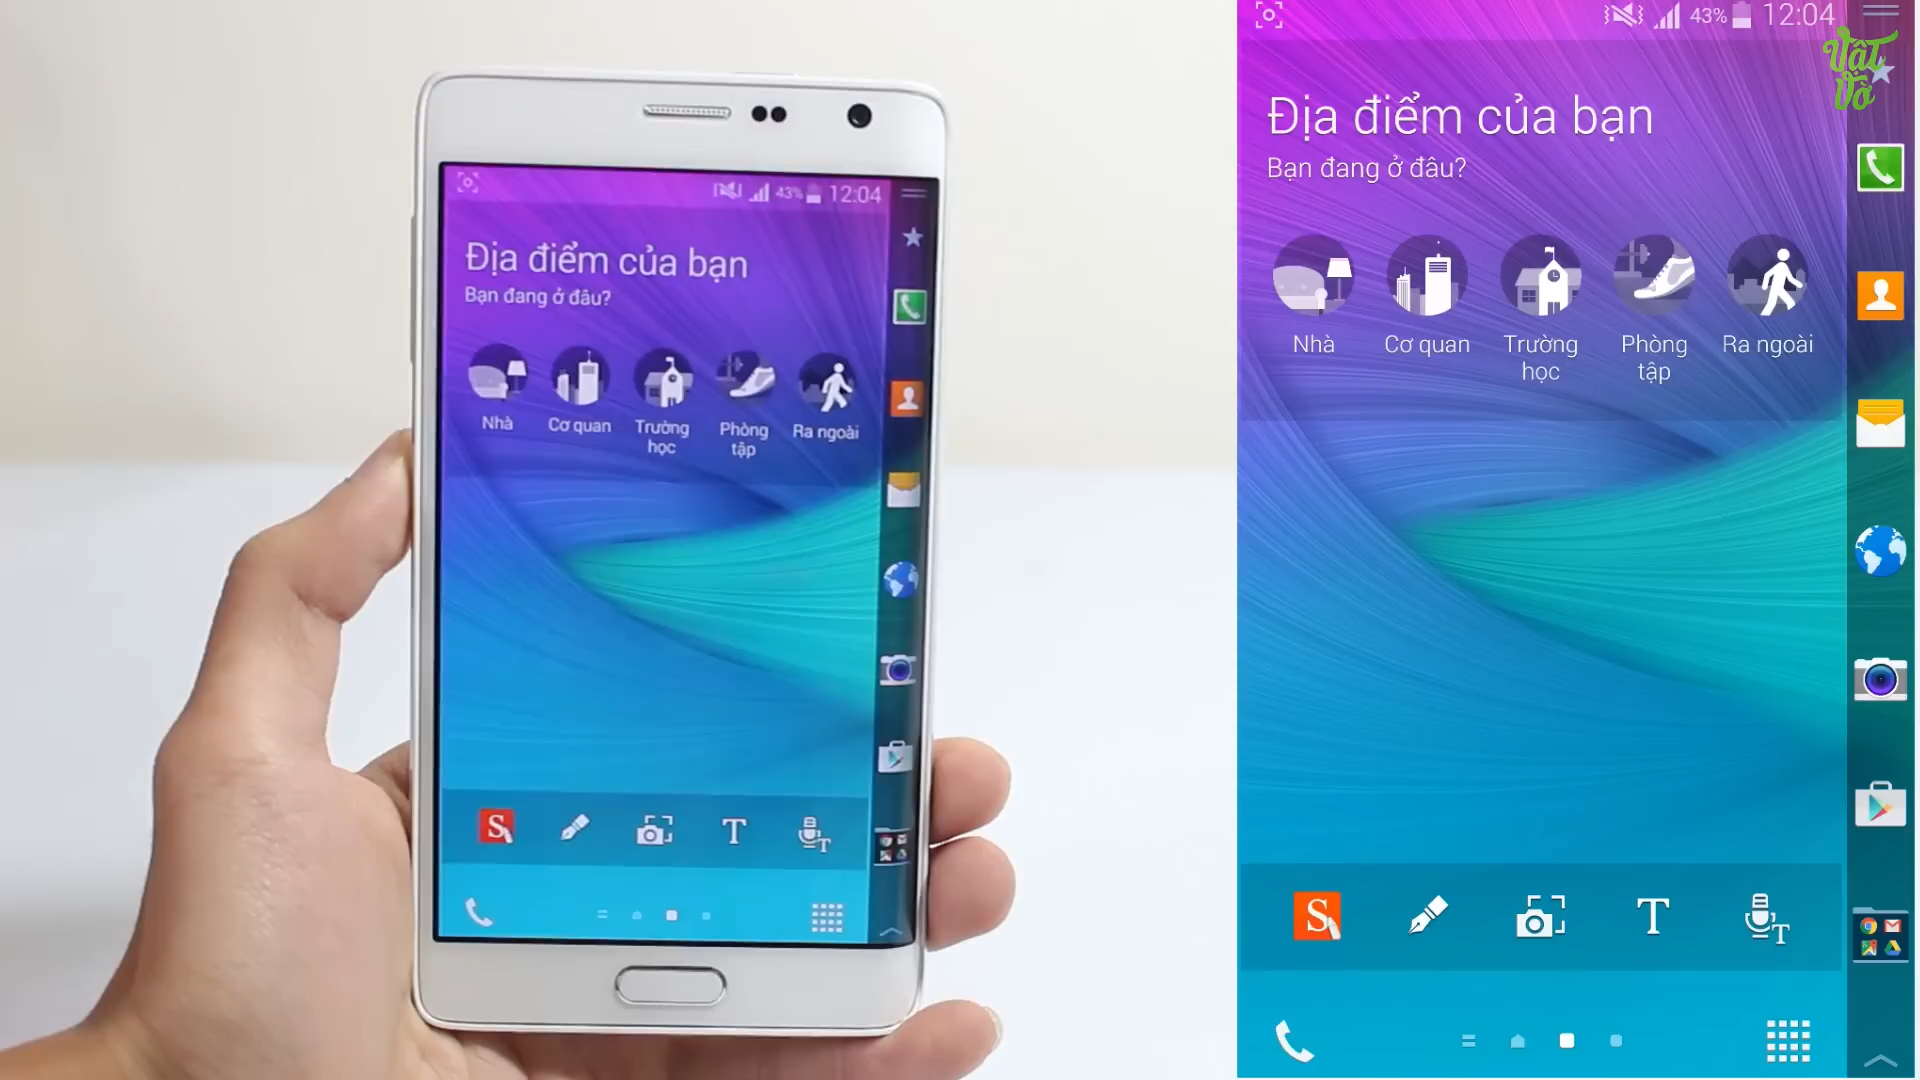 43% 12:04
Địa điểm của bạn
Bạn đang ở đâu?
Nhà
Cơ quan
Trường
học
Phòng
tập
Ra ngoài
S
T
T
43% 12:04
Vật
Vờ
Địa điểm của bạn
Bạn đang ở đâu?
Nhà
Cơ quan
Trường
học
Phòng
tập
Ra ngoài
S
T
T